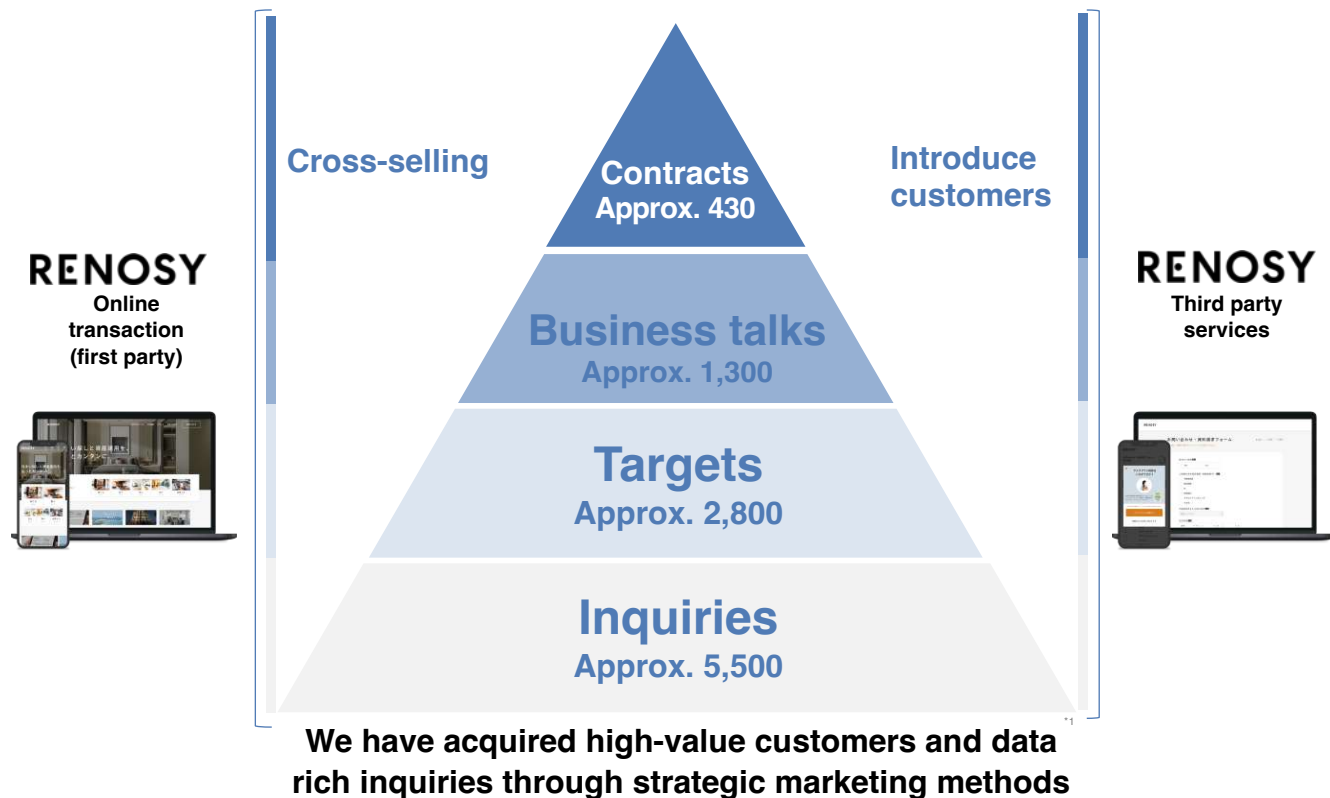 Cross-selling
Introduce
customers
Contracts
Approx. 430
RENOSY
Online
transaction
(first party)
RENOSY
Third party
services
Business talks
Approx. 1,300
Targets
Approx. 2,800
Inquiries
Approx. 5,500
*1
We have acquired high-value customers and data
rich inquiries through strategic marketing methods